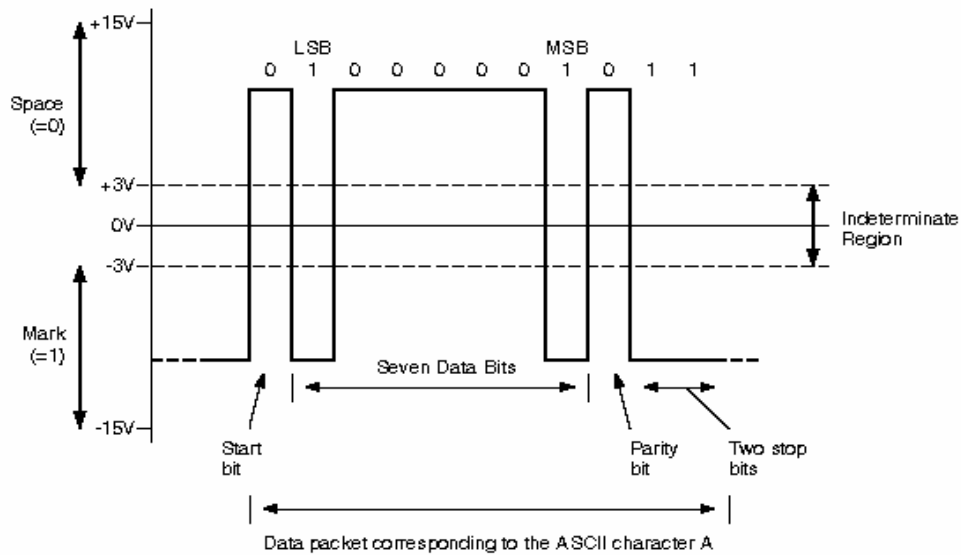 +15V
LSB MSB
0 1 0 0 0 0 0 1 0 1 1
Space
(=0)
+3V
0V
Indeterminate
Region
-3V
Mark
(=1)
Seven Data Bits
-15V
Start
bit
Parity
bit
Two stop
bits
Data packet corresponding to the ASCII character A